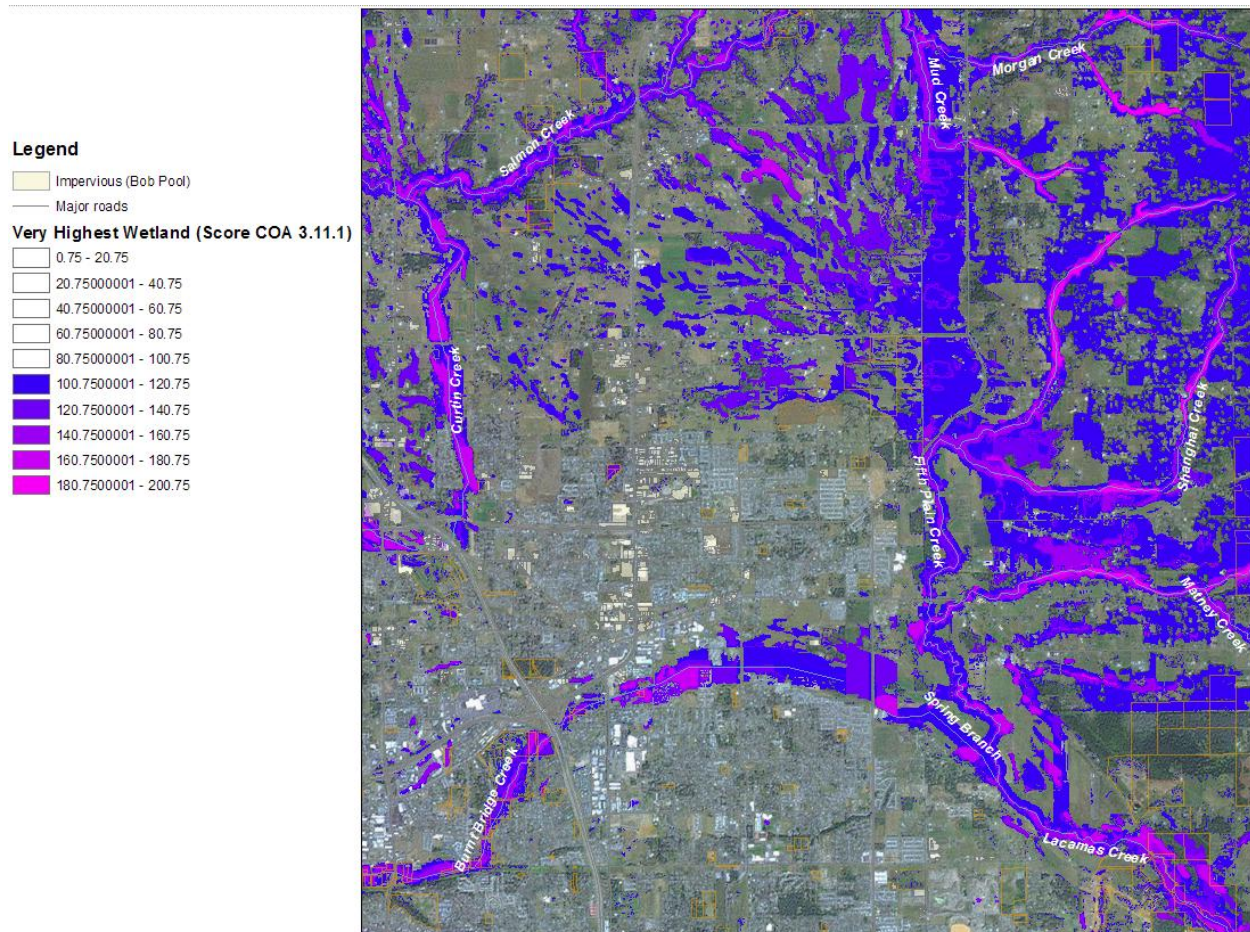 Legend
Impervious (Bob Pool)
Major roads
Very Highest Wetland (Score COA 3.11.1)
0.75 - 20.75
20.75000001 - 40.75
40.75000001 - 60.75
60.75000001 - 80.75
80.75000001 - 100.75
100.7500001 - 120.75
120.7500001 - 140.75
140.7500001 - 160.75
160.7500001 - 180.75
180.7500001 - 200.75
Salmon Creek
Mud Creek
Morgan Creek
Curtin Creek
Shanghai Creek
Fifth Plain Creek
Matney Creek
Spring Branch
Burnt Bridge Creek
Lacamas Creek